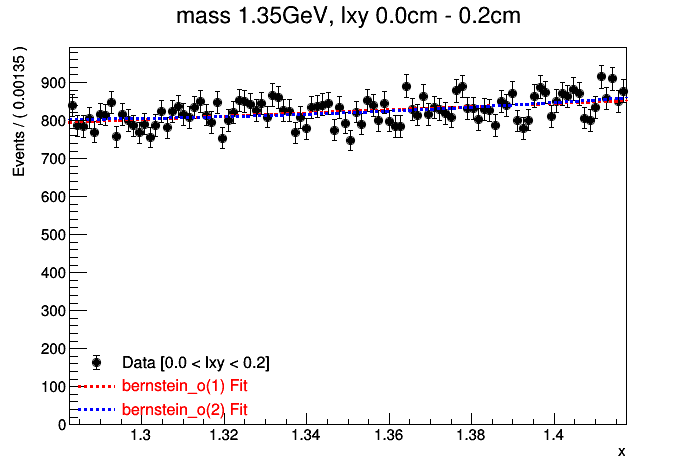 mass 1.35GeV, lxy 0.0cm - 0.2cm
Events / ( 0.00135 )
900
800
700
600
500
400
300
200
100
0
Data [0.0 < lxy < 0.2]
bernstein_o(1) Fit
bernstein_o(2) Fit
1.3 1.32 1.34 1.36 1.38 1.4
x